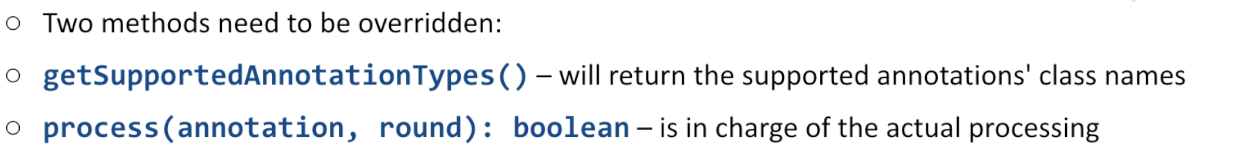 ○ Two methods need to be overridden:
○ getSupportedAnnotationTypes() – will return the supported annotations' class names
○ process(annotation, round): boolean – is in charge of the actual processing